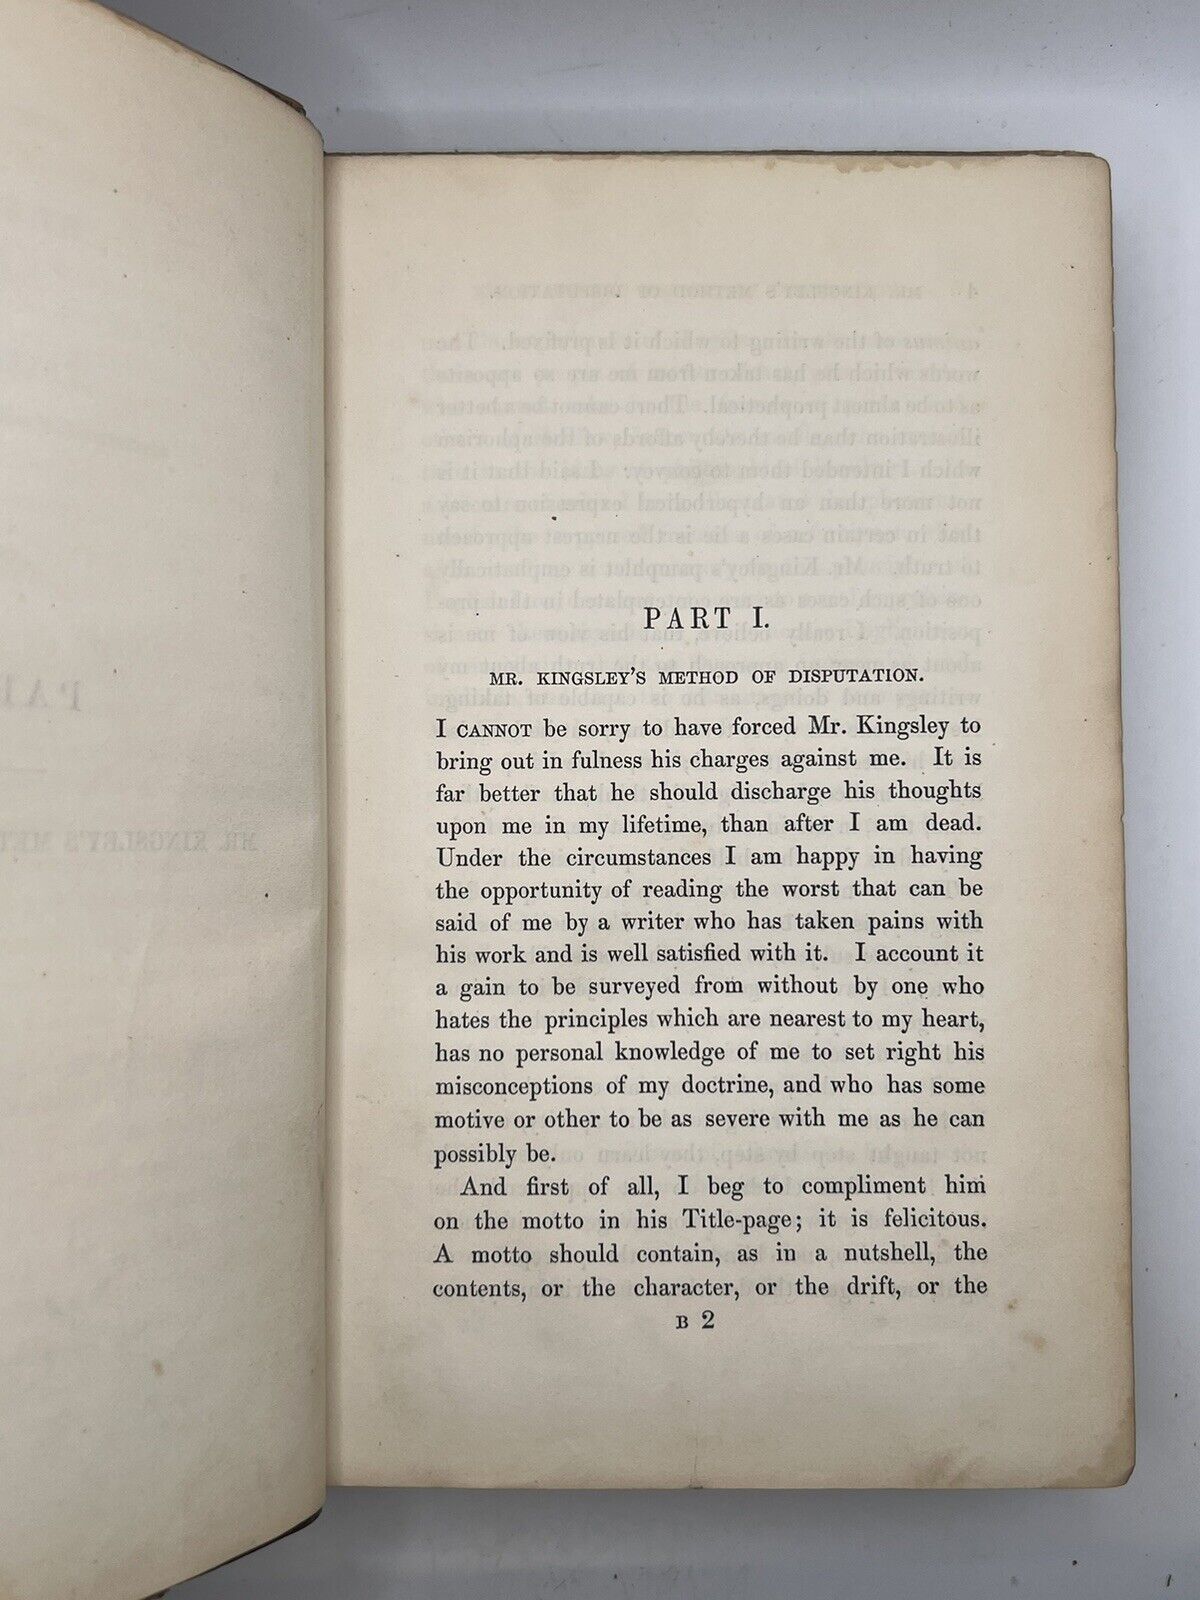 PART I.
MR. KINGSLEY'S METHOD OF DISPUTATION.
I CANNOT be sorry to have forced Mr. Kingsley to
bring out in fulness his charges against me. It is
far better that he should discharge his thoughts
upon me in my lifetime, than after I am dead.
Under the circumstances I am happy in having
the opportunity of reading the worst that can be
said of me by a writer who has taken pains with
his work and is well satisfied with it. I account it
a gain to be surveyed from without by one who
hates the principles which are nearest to my heart,
has no personal knowledge of me to set right his
misconceptions of my doctrine, and who has some
motive or other to be as severe with me as he can
possibly be.
And first of all, I beg to compliment him
on the motto in his Title-page; it is felicitous.
A motto should contain, as in a nutshell, the
contents, or the character, or the drift, or the
B 2